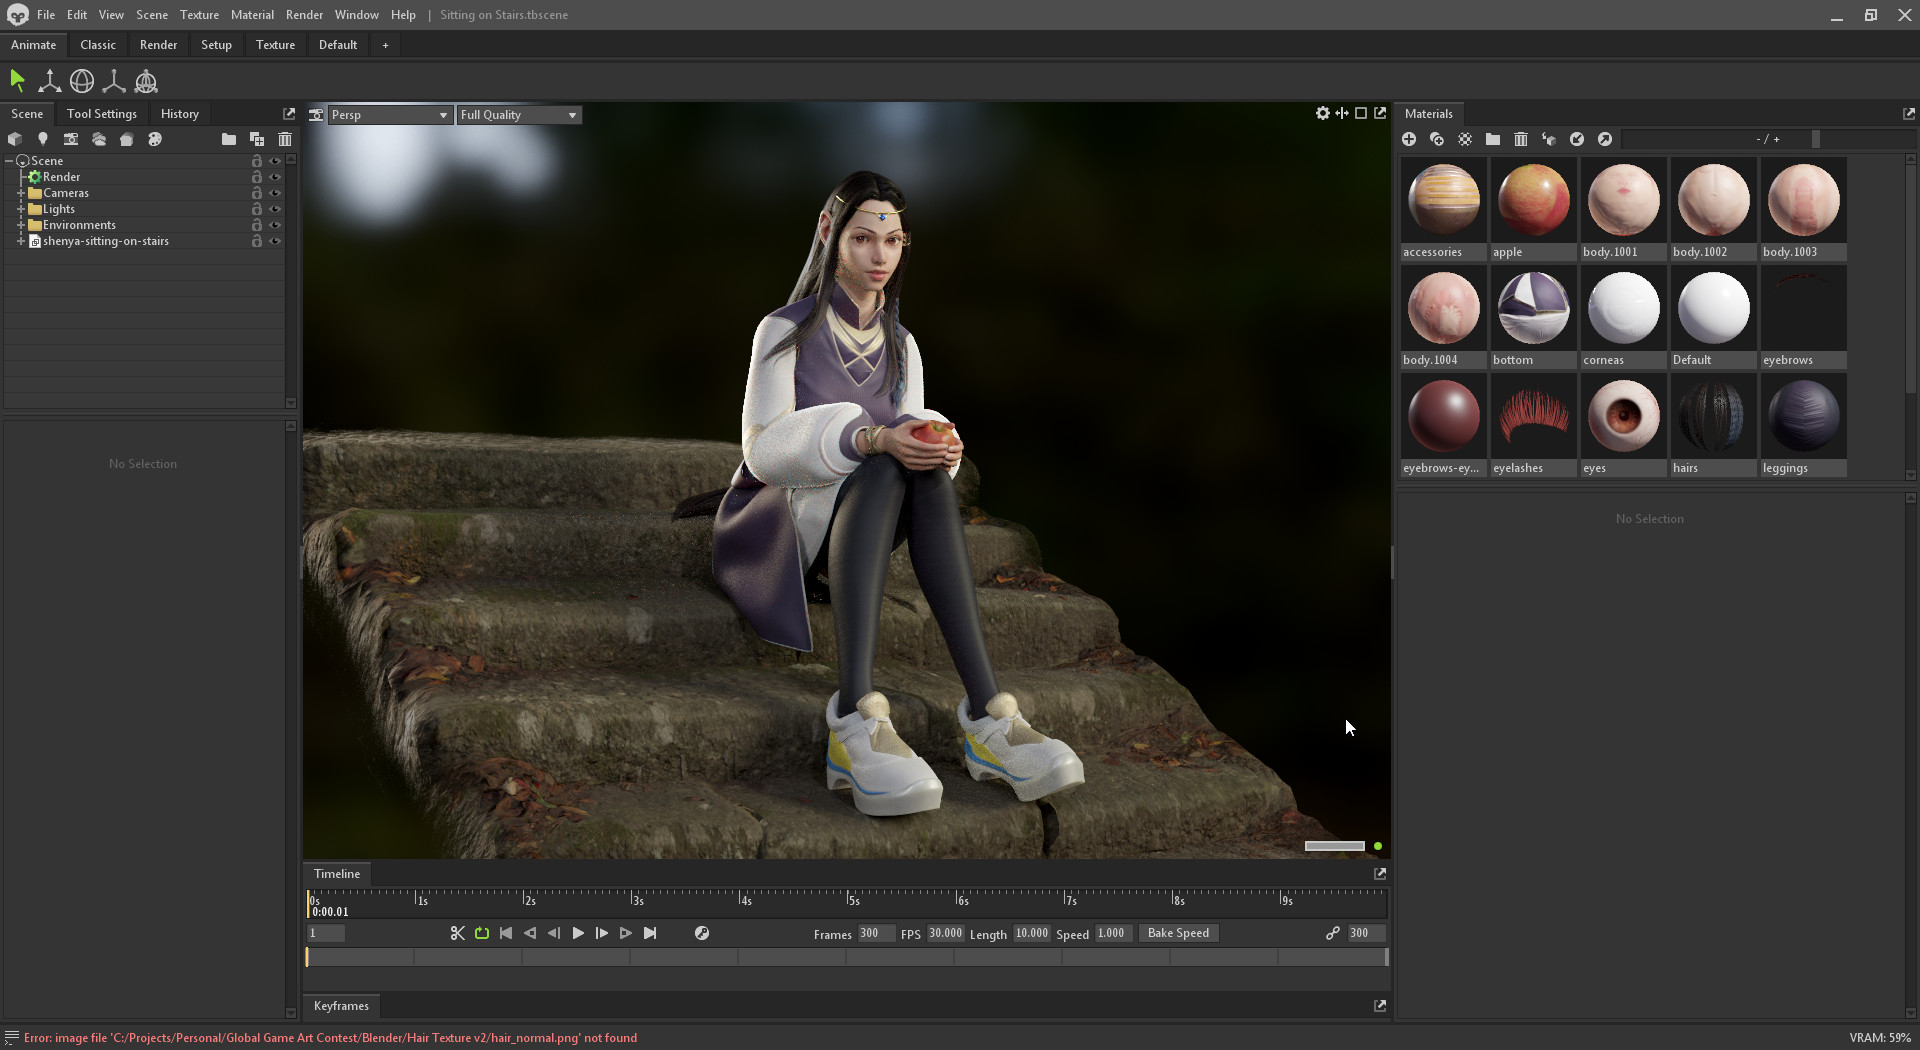 File Edit View Scene Texture Material Render Window Help | Sitting on Stairs.tbscene
Animate Classic Render Setup Texture Default +
Scene Tool Settings History
Persp Full Quality
Materials
- / +
Scene
Render
Cameras
Lights
Environments
shenya-sitting-on-stairs
No Selection
accessories apple body.1001 body.1002 body.1003
body.1004 bottom corneas Default eyebrows
eyebrows-ey... eyelashes eyes hairs leggings
No Selection
Timeline
0s 1s 2s 3s 4s 5s 6s 7s 8s 9s
0:00.01
1 Frames 300 FPS 30.000 Length 10.000 Speed 1.000 Bake Speed 300
Keyframes
Error: image file 'C:/Projects/Personal/Global Game Art Contest/Blender/Hair Texture v2/hair_normal.png' not found
VRAM: 59%